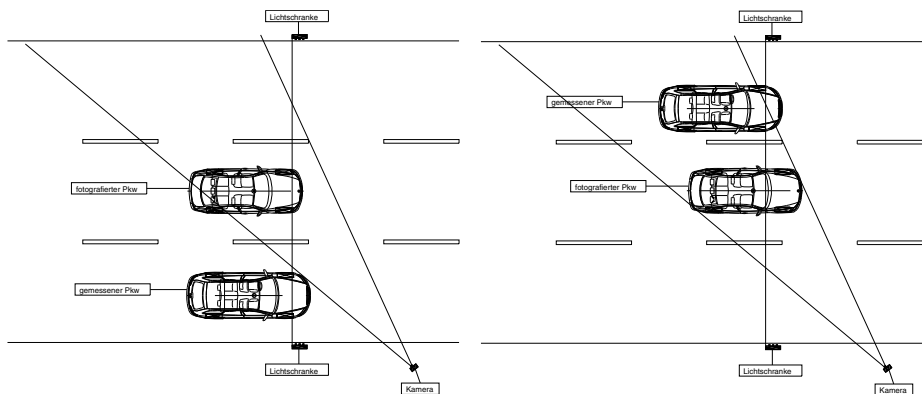 Lichtschranke
fotografierter Pkw
gemessener Pkw
Lichtschranke
Kamera
Lichtschranke
gemessener Pkw
fotografierter Pkw
Lichtschranke
Kamera